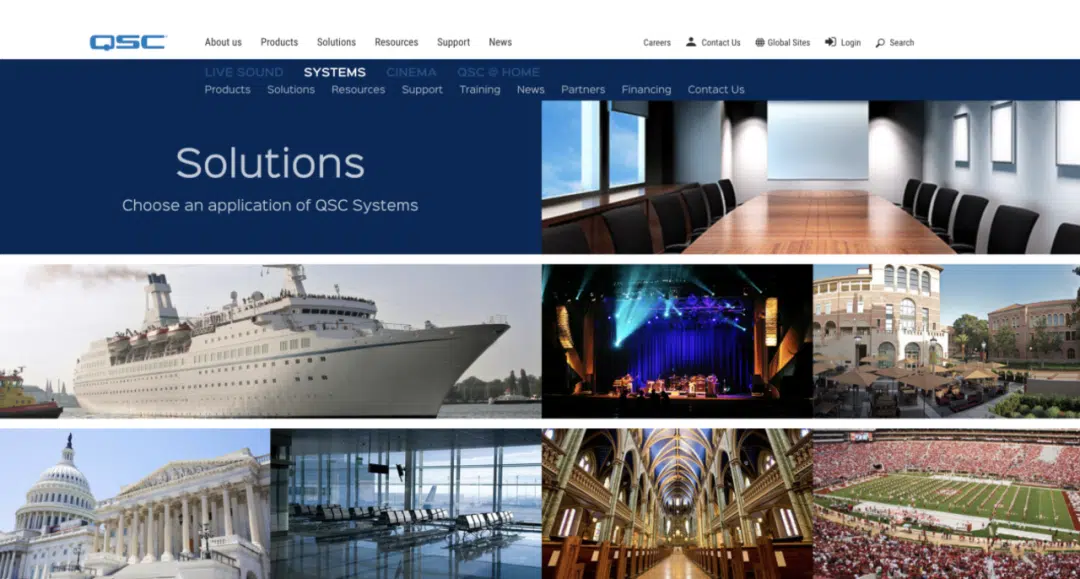 QSC
About us Products Solutions Resources Support News
Careers Contact Us Global Sites Login Search
LIVE SOUND SYSTEMS CINEMA QSC @ HOME
Products Solutions Resources Support Training News Partners Financing Contact Us
Solutions
Choose an application of QSC Systems